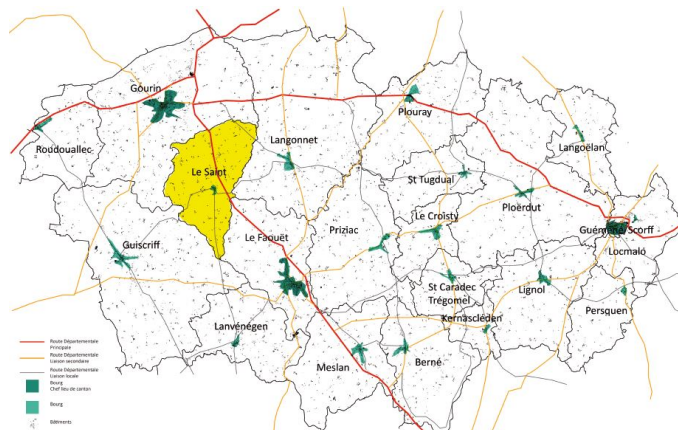 Gourin
Roudouallec
Le Saint
Langonnet
Plouray
Langoëlan
St Tugdual
Ploërdut
Guiscriff
Le Faouët
Priziac
Le Croisty
Guémené/Scorff
Locmalo
St Caradec
Trégomel
Lignol
Persquen
Kernascléden
Lanvénégen
Meslan
Berné
Route Départementale
Principale
Route Départementale
Liaison secondaire
Route Départementale
Liaison locale
Bourg
Chef lieu de canton
Bourg
Bâtiments